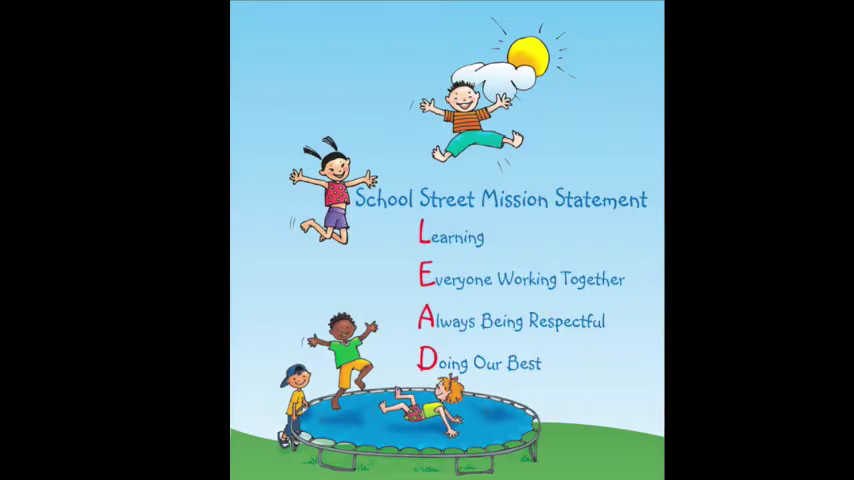 School Street Mission Statement
Learning
Everyone Working Together
Always Being Respectful
Doing Our Best